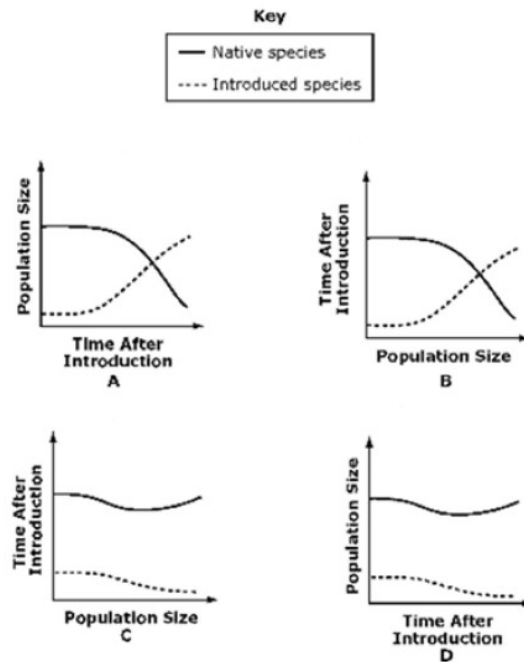 Key
Native species
Introduced species
Population Size
Time After
Introduction
A
Time After
Introduction
Population Size
B
Time After
Introduction
Population Size
C
Population Size
Time After
Introduction
D